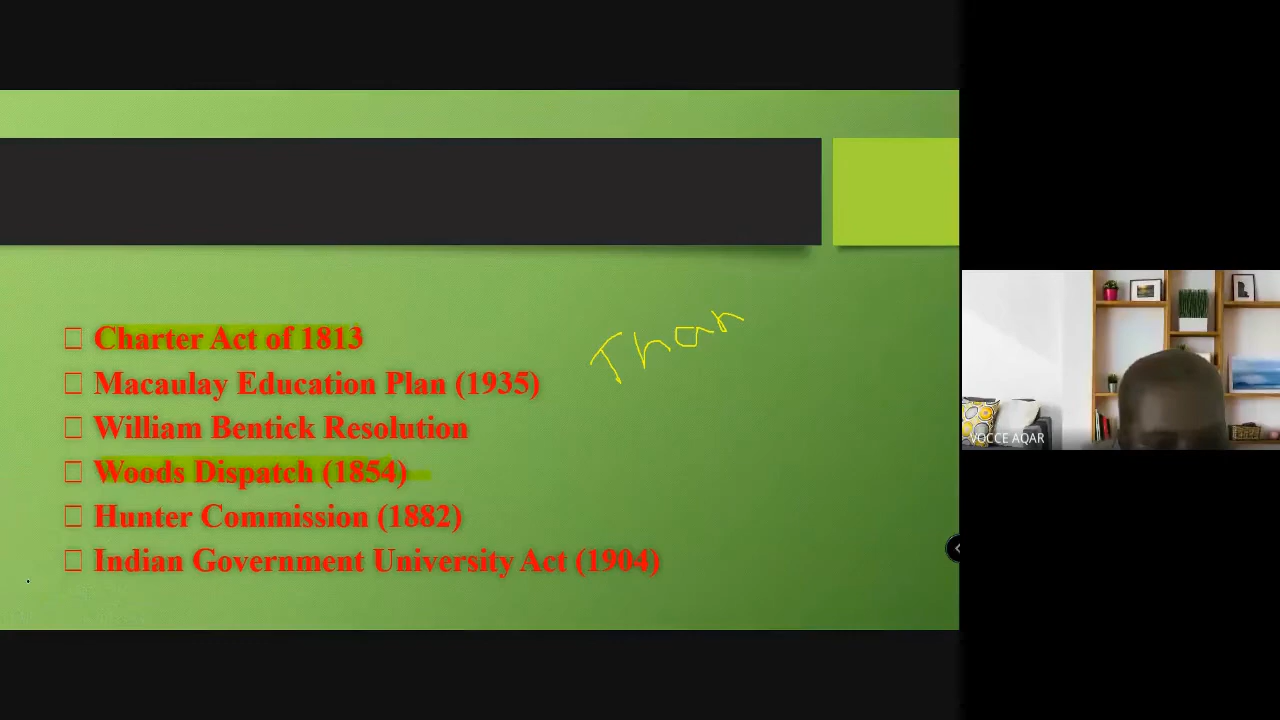 Charter Act of 1813
Macaulay Education Plan (1935)
William Bentick Resolution
Woods Dispatch (1854)
Hunter Commission (1882)
Indian Government University Act (1904)
Than
VOCCE AQAR